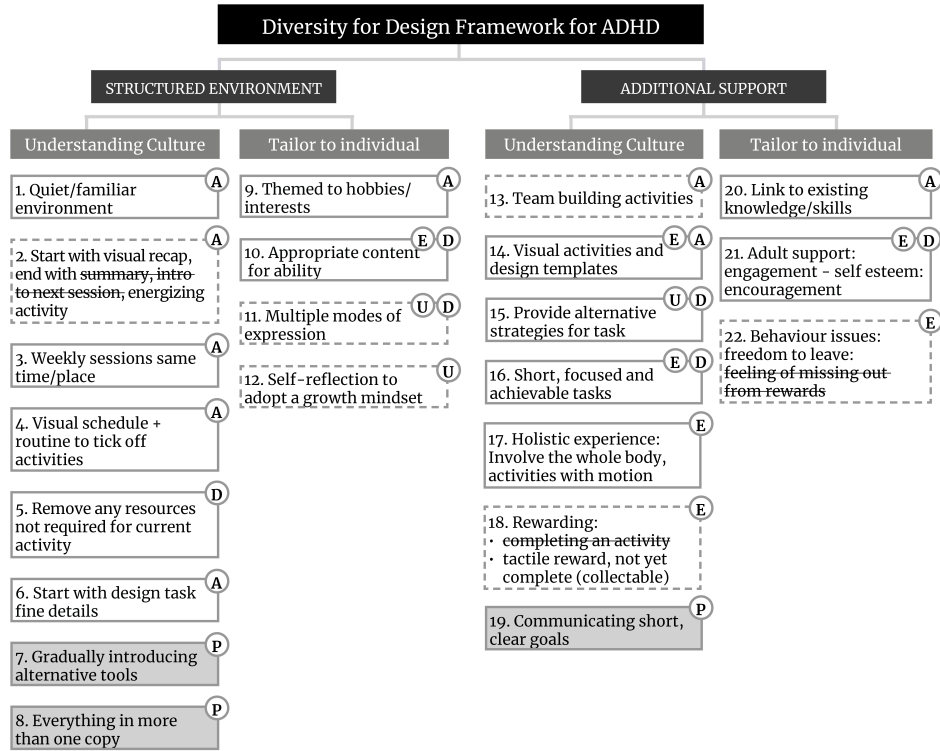 Diversity for Design Framework for ADHD
STRUCTURED ENVIRONMENT
Understanding Culture
A
1. Quiet/familiar
environment
A
2. Start with visual recap,
end with summary, intro
to next session, energizing
activity
A
3. Weekly sessions same
time/place
A
4. Visual schedule +
routine to tick off
activities
D
5. Remove any resources
not required for current
activity
A
6. Start with design task
fine details
P
7. Gradually introducing
alternative tools
P
8. Everything in more
than one copy
Tailor to individual
A
9. Themed to hobbies/
interests
E D
10. Appropriate content
for ability
U D
11. Multiple modes of
expression
U
12. Self-reflection to
adopt a growth mindset
ADDITIONAL SUPPORT
Understanding Culture
A
13. Team building activities
E A
14. Visual activities and
design templates
U D
15. Provide alternative
strategies for task
E D
16. Short, focused and
achievable tasks
E
17. Holistic experience:
Involve the whole body,
activities with motion
E
18. Rewarding:
• completing an activity
• tactile reward, not yet
complete (collectable)
P
19. Communicating short,
clear goals
Tailor to individual
A
20. Link to existing
knowledge/skills
E D
21. Adult support:
engagement - self esteem:
encouragement
E
22. Behaviour issues:
freedom to leave:
feeling of missing out
from rewards